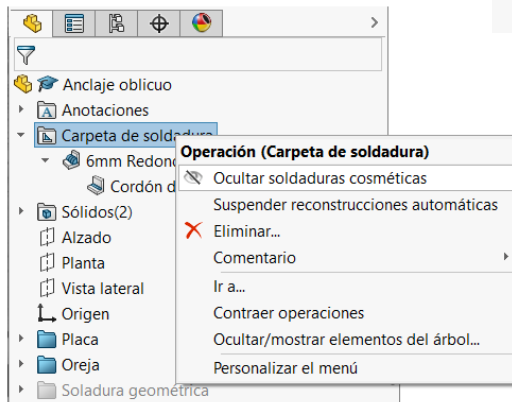 Anclaje oblicuo
Anotaciones
Carpeta de soldadura
6mm Redon
Cordón d
Sólidos(2)
Alzado
Planta
Vista lateral
Origen
Placa
Oreja
Soladura geométrica
Operación (Carpeta de soldadura)
Ocultar soldaduras cosméticas
Suspender reconstrucciones automáticas
Eliminar...
Comentario
Ir a...
Contraer operaciones
Ocultar/mostrar elementos del árbol...
Personalizar el menú